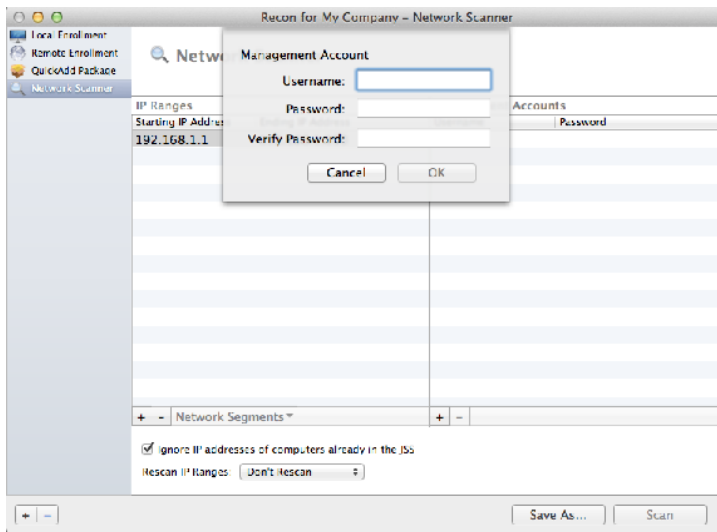 Recon for My Company – Network Scanner
Local Enrollment
Remote Enrollment
QuickAdd Package
Network Scanner
Netw
Management Account
Username:
Password:
Verify Password:
Cancel
OK
IP Ranges
Accounts
Starting IP Addres
Password
192.168.1.1
+ - Network Segments
+ -
Ignore IP addresses of computers already in the JSS
Rescan IP Ranges: Don't Rescan
+ -
Save As...
Scan